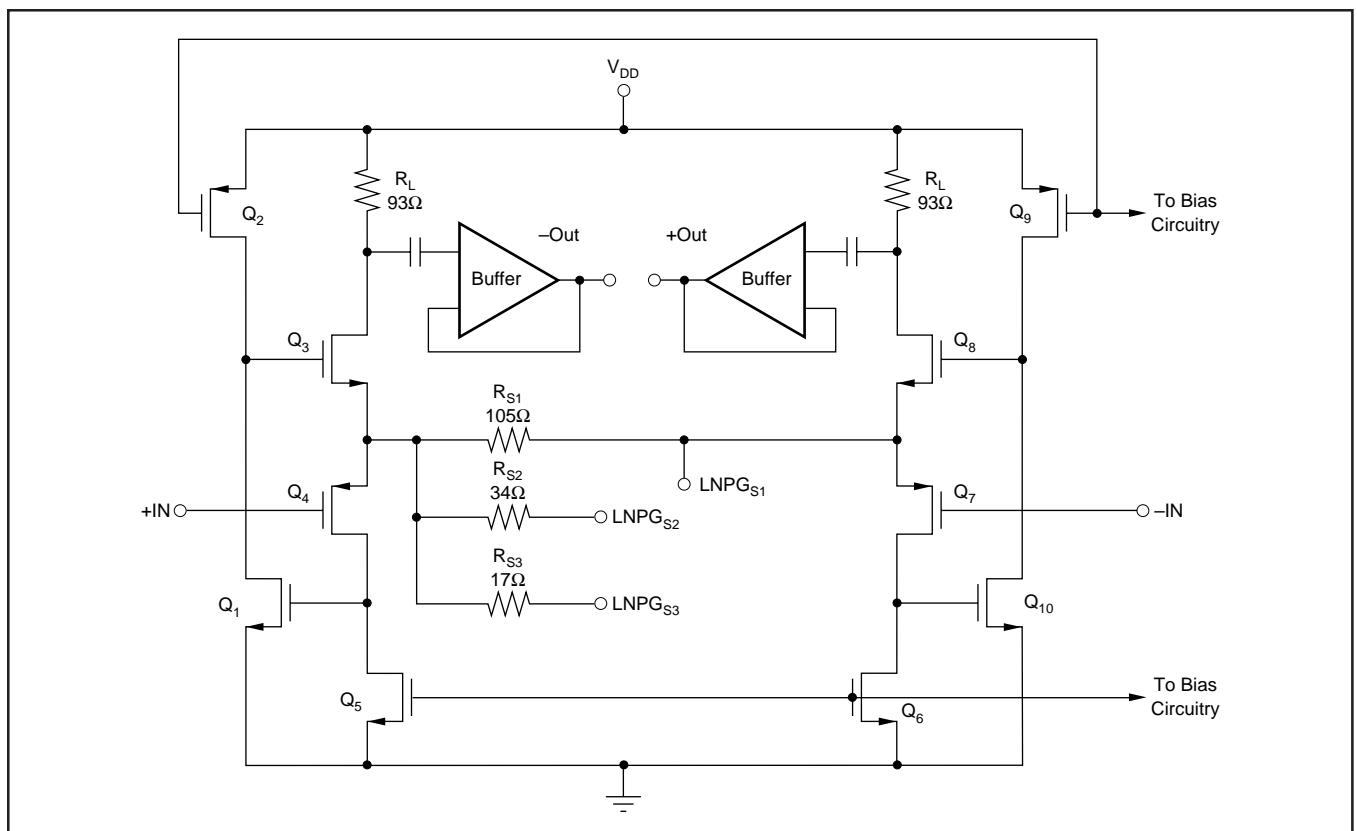 V_DD
R_L
93Ω
R_L
93Ω
Q_2
Q_9
To Bias
Circuitry
–Out
+Out
Buffer
Buffer
Q_3
Q_8
R_S1
105Ω
R_S2
34Ω
LNPG_S1
Q_4
Q_7
+IN
–IN
LNPG_S2
R_S3
17Ω
LNPG_S3
Q_1
Q_10
To Bias
Circuitry
Q_5
Q_6